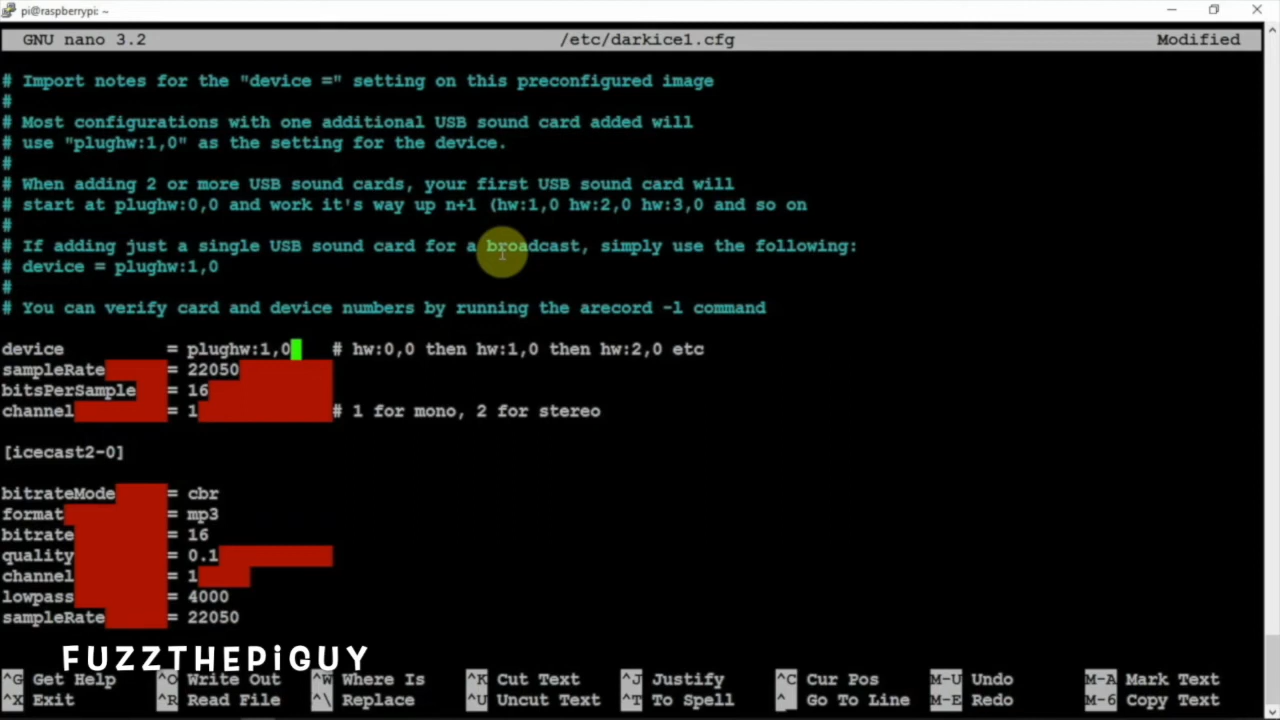 pi@raspberrypi: ~
GNU nano 3.2 /etc/darkice1.cfg Modified
# Import notes for the "device =" setting on this preconfigured image
#
# Most configurations with one additional USB sound card added will
# use "plughw:1,0" as the setting for the device.
#
# When adding 2 or more USB sound cards, your first USB sound card will
# start at plughw:0,0 and work it's way up n+1 (hw:1,0 hw:2,0 hw:3,0 and so on
#
# If adding just a single USB sound card for a broadcast, simply use the following:
# device = plughw:1,0
#
# You can verify card and device numbers by running the arecord -l command
device = plughw:1,0 # hw:0,0 then hw:1,0 then hw:2,0 etc
sampleRate = 22050
bitsPerSample = 16
channel = 1 # 1 for mono, 2 for stereo
[icecast2-0]
bitrateMode = cbr
format = mp3
bitrate = 16
quality = 0.1
channel = 1
lowpass = 4000
sampleRate = 22050
FUZZTHEPiGUY
^G Get Help ^O Write Out ^W Where Is ^K Cut Text ^J Justify ^C Cur Pos M-U Undo M-A Mark Text
^X Exit ^R Read File ^\ Replace ^U Uncut Text ^T To Spell ^_ Go To Line M-E Redo M-6 Copy Text